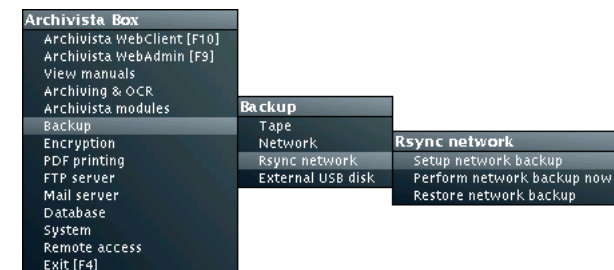 Archivista Box
Archivista WebClient [F10]
Archivista WebAdmin [F9]
View manuals
Archiving & OCR
Archivista modules
Backup
Encryption
PDF printing
FTP server
Mail server
Database
System
Remote access
Exit [F4]
Backup
Tape
Network
Rsync network
External USB disk
Rsync network
Setup network backup
Perform network backup now
Restore network backup